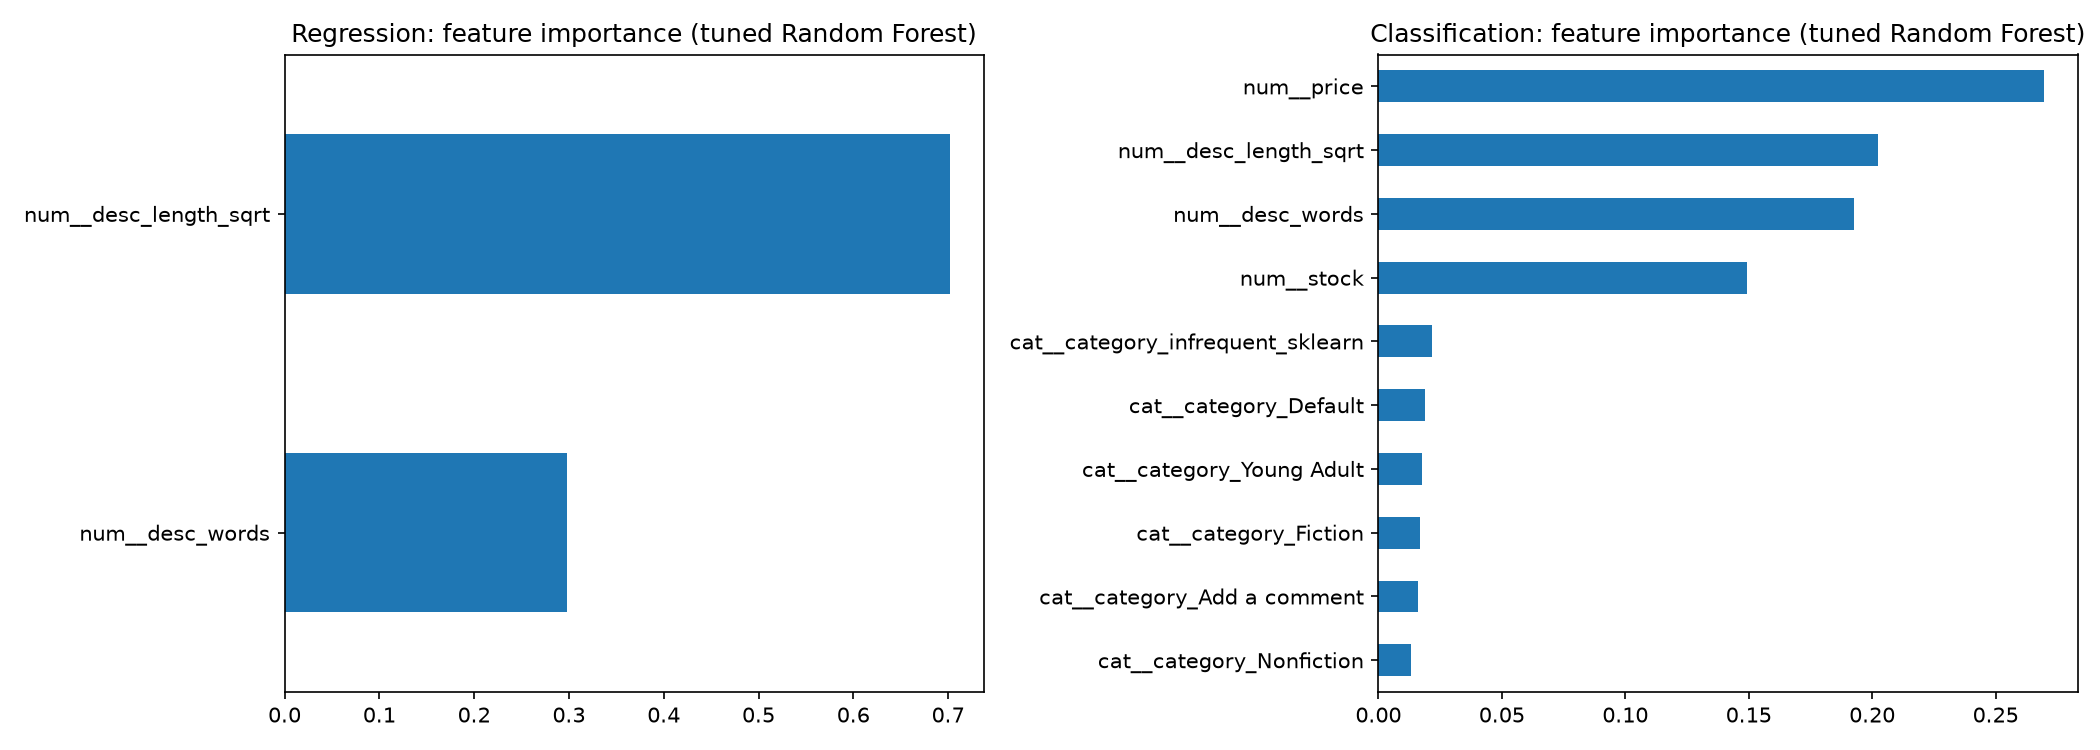 Regression: feature importance (tuned Random Forest)
num__desc_length_sqrt
num__desc_words
0.0 0.1 0.2 0.3 0.4 0.5 0.6 0.7
Classification: feature importance (tuned Random Forest)
num__price
num__desc_length_sqrt
num__desc_words
num__stock
cat__category_infrequent_sklearn
cat__category_Default
cat__category_Young Adult
cat__category_Fiction
cat__category_Add a comment
cat__category_Nonfiction
0.00 0.05 0.10 0.15 0.20 0.25